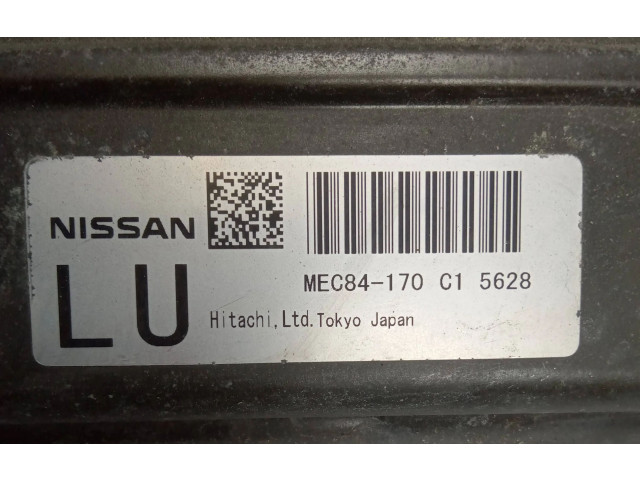 NISSAN
LU
MEC84-170 C1 5628
Hitachi,Ltd.Tokyo Japan